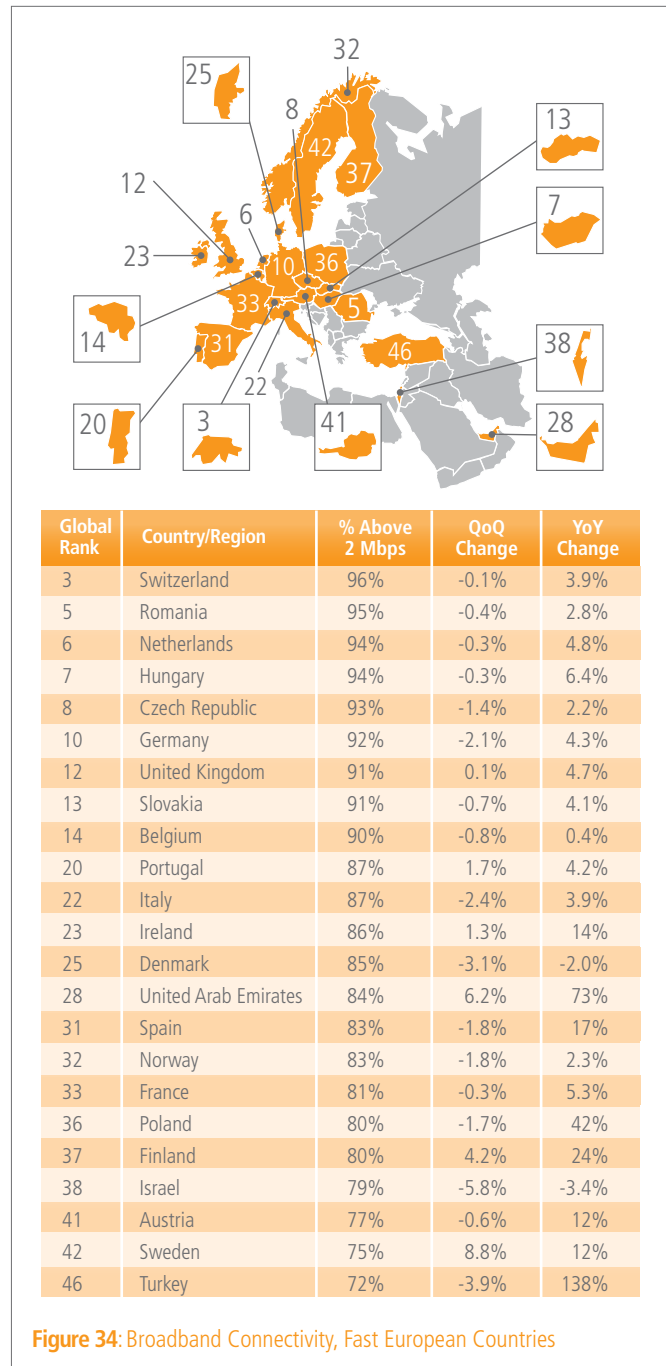 32
25
8
13
42
37
12
7
6
23
10
36
33
5
14
31
46
38
22
20
3
41
28
Global Rank Country/Region % Above 2 Mbps QoQ Change YoY Change
3 Switzerland 96% -0.1% 3.9%
5 Romania 95% -0.4% 2.8%
6 Netherlands 94% -0.3% 4.8%
7 Hungary 94% -0.3% 6.4%
8 Czech Republic 93% -1.4% 2.2%
10 Germany 92% -2.1% 4.3%
12 United Kingdom 91% 0.1% 4.7%
13 Slovakia 91% -0.7% 4.1%
14 Belgium 90% -0.8% 0.4%
20 Portugal 87% 1.7% 4.2%
22 Italy 87% -2.4% 3.9%
23 Ireland 86% 1.3% 14%
25 Denmark 85% -3.1% -2.0%
28 United Arab Emirates 84% 6.2% 73%
31 Spain 83% -1.8% 17%
32 Norway 83% -1.8% 2.3%
33 France 81% -0.3% 5.3%
36 Poland 80% -1.7% 42%
37 Finland 80% 4.2% 24%
38 Israel 79% -5.8% -3.4%
41 Austria 77% -0.6% 12%
42 Sweden 75% 8.8% 12%
46 Turkey 72% -3.9% 138%
Figure 34: Broadband Connectivity, Fast European Countries